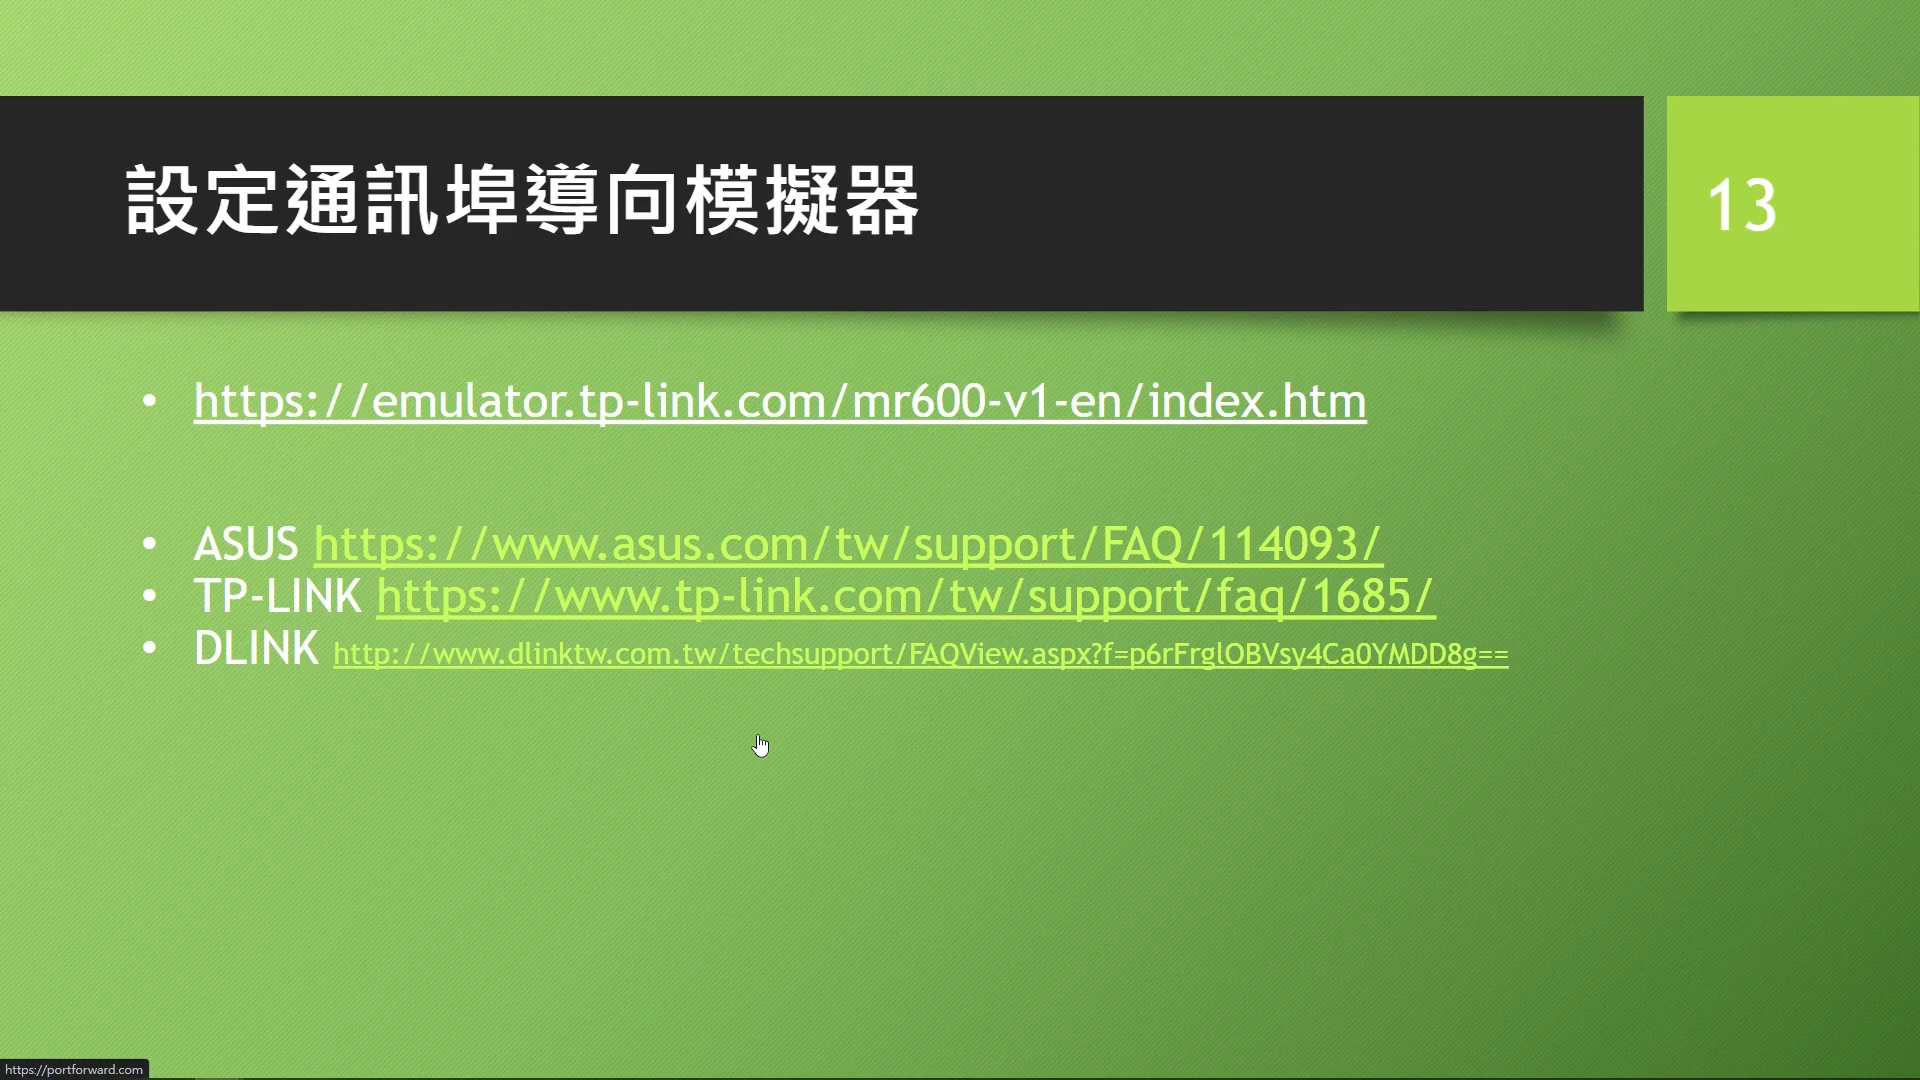 設定通訊埠導向模擬器
13
• https://emulator.tp-link.com/mr600-v1-en/index.htm
• ASUS https://www.asus.com/tw/support/FAQ/114093/
• TP-LINK https://www.tp-link.com/tw/support/faq/1685/
• DLINK http://www.dlinktw.com.tw/techsupport/FAQView.aspx?f=p6rFrglOBVsy4Ca0YMDD8g==
https://portforward.com